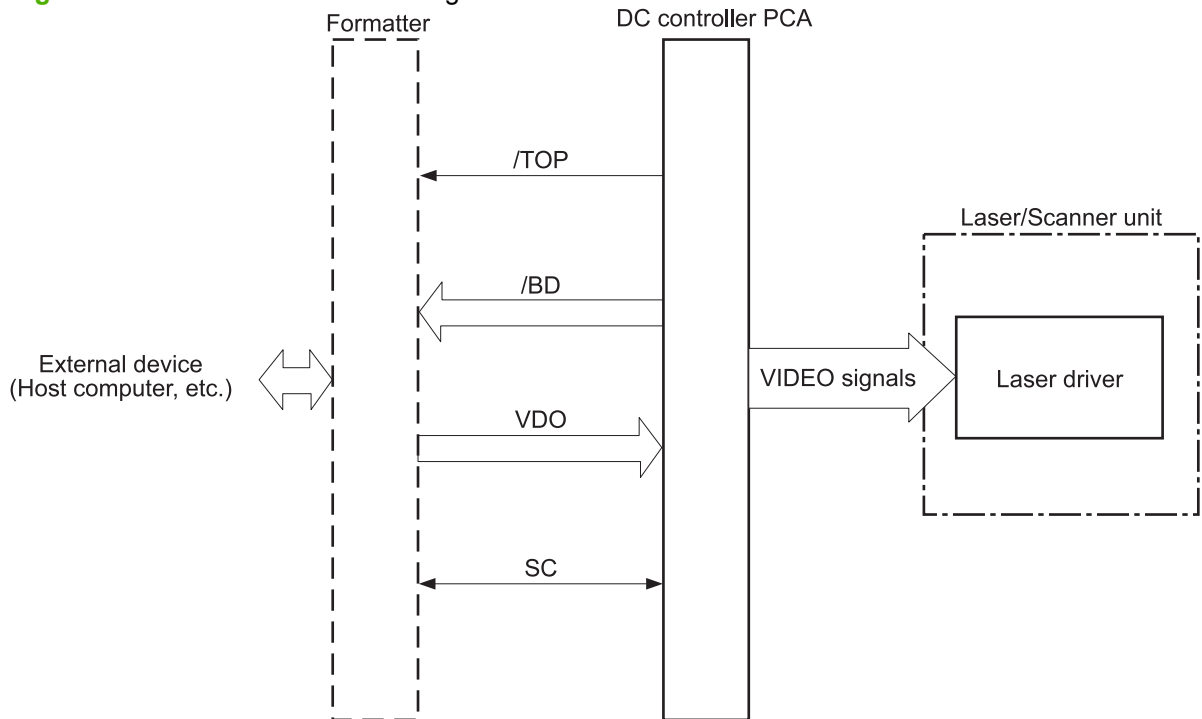 Formatter
DC controller PCA
/TOP
Laser/Scanner unit
/BD
External device
(Host computer, etc.)
VIDEO signals
Laser driver
VDO
SC